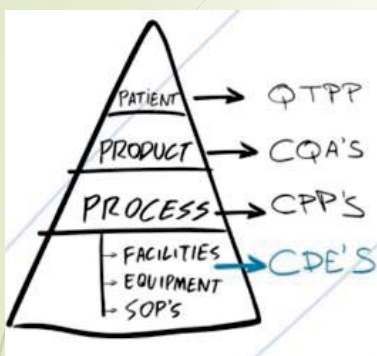 PATIENT → QTPP
PRODUCT → CQA'S
PROCESS → CPP'S
FACILITIES → CDE'S
EQUIPMENT
SOP'S